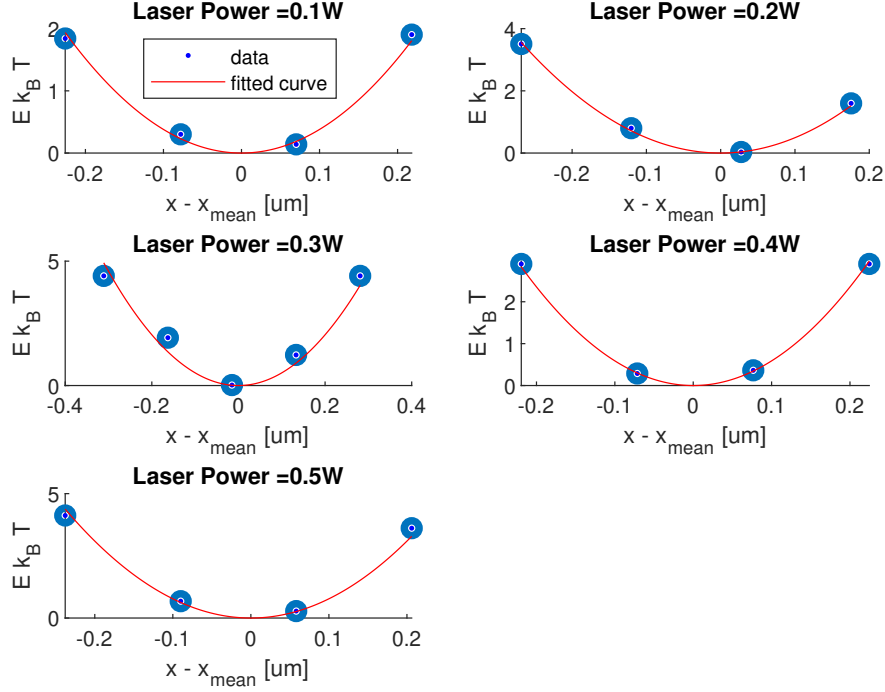 Laser Power =0.1W
2
1
0
E k_B T
-0.2
-0.1
0
0.1
0.2
x - x_mean [um]
data
fitted curve
Laser Power =0.2W
4
2
0
E k_B T
-0.2
-0.1
0
0.1
x - x_mean [um]
Laser Power =0.3W
5
0
E k_B T
-0.4
-0.2
0
0.2
0.4
x - x_mean [um]
Laser Power =0.4W
2
0
E k_B T
-0.2
-0.1
0
0.1
0.2
x - x_mean [um]
Laser Power =0.5W
5
0
E k_B T
-0.2
-0.1
0
0.1
0.2
x - x_mean [um]